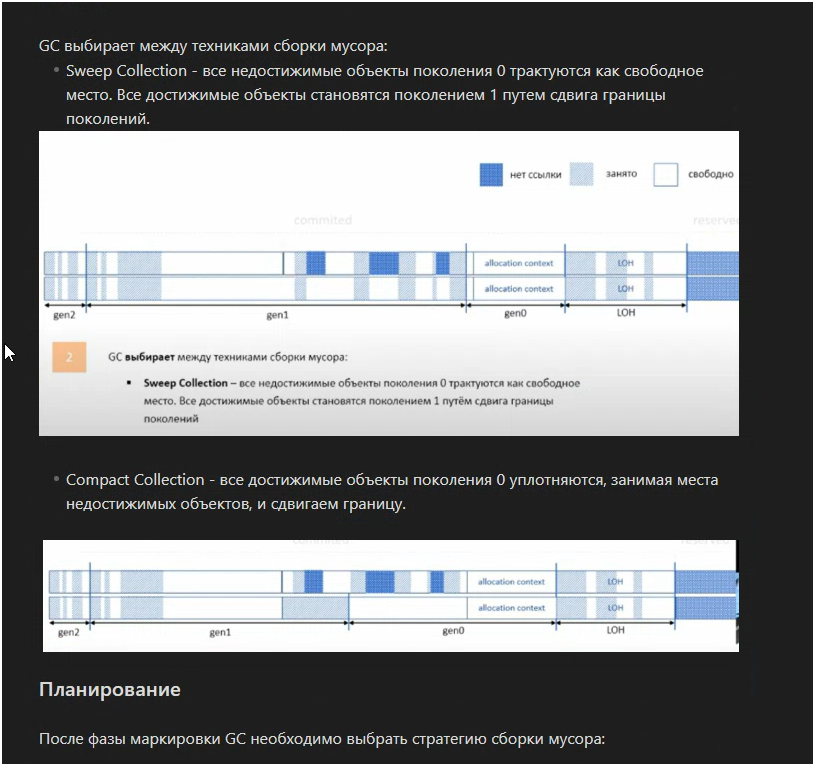 GC выбирает между техниками сборки мусора:
Sweep Collection - все недостижимые объекты поколения 0 трактуются как свободное
место. Все достижимые объекты становятся поколением 1 путем сдвига границы
поколений.
нет ссылки занято свободно
commited reserved
allocation context LOH
allocation context LOH
gen2 gen1 gen0 LOH
2 GC выбирает между техниками сборки мусора:
Sweep Collection – все недостижимые объекты поколения 0 трактуются как свободное
место. Все достижимые объекты становятся поколением 1 путём сдвига границы
поколений
Compact Collection - все достижимые объекты поколения 0 уплотняются, занимая места
недостижимых объектов, и сдвигаем границу.
allocation context LOH
allocation context LOH
gen2 gen1 gen0 LOH
Планирование
После фазы маркировки GC необходимо выбрать стратегию сборки мусора: